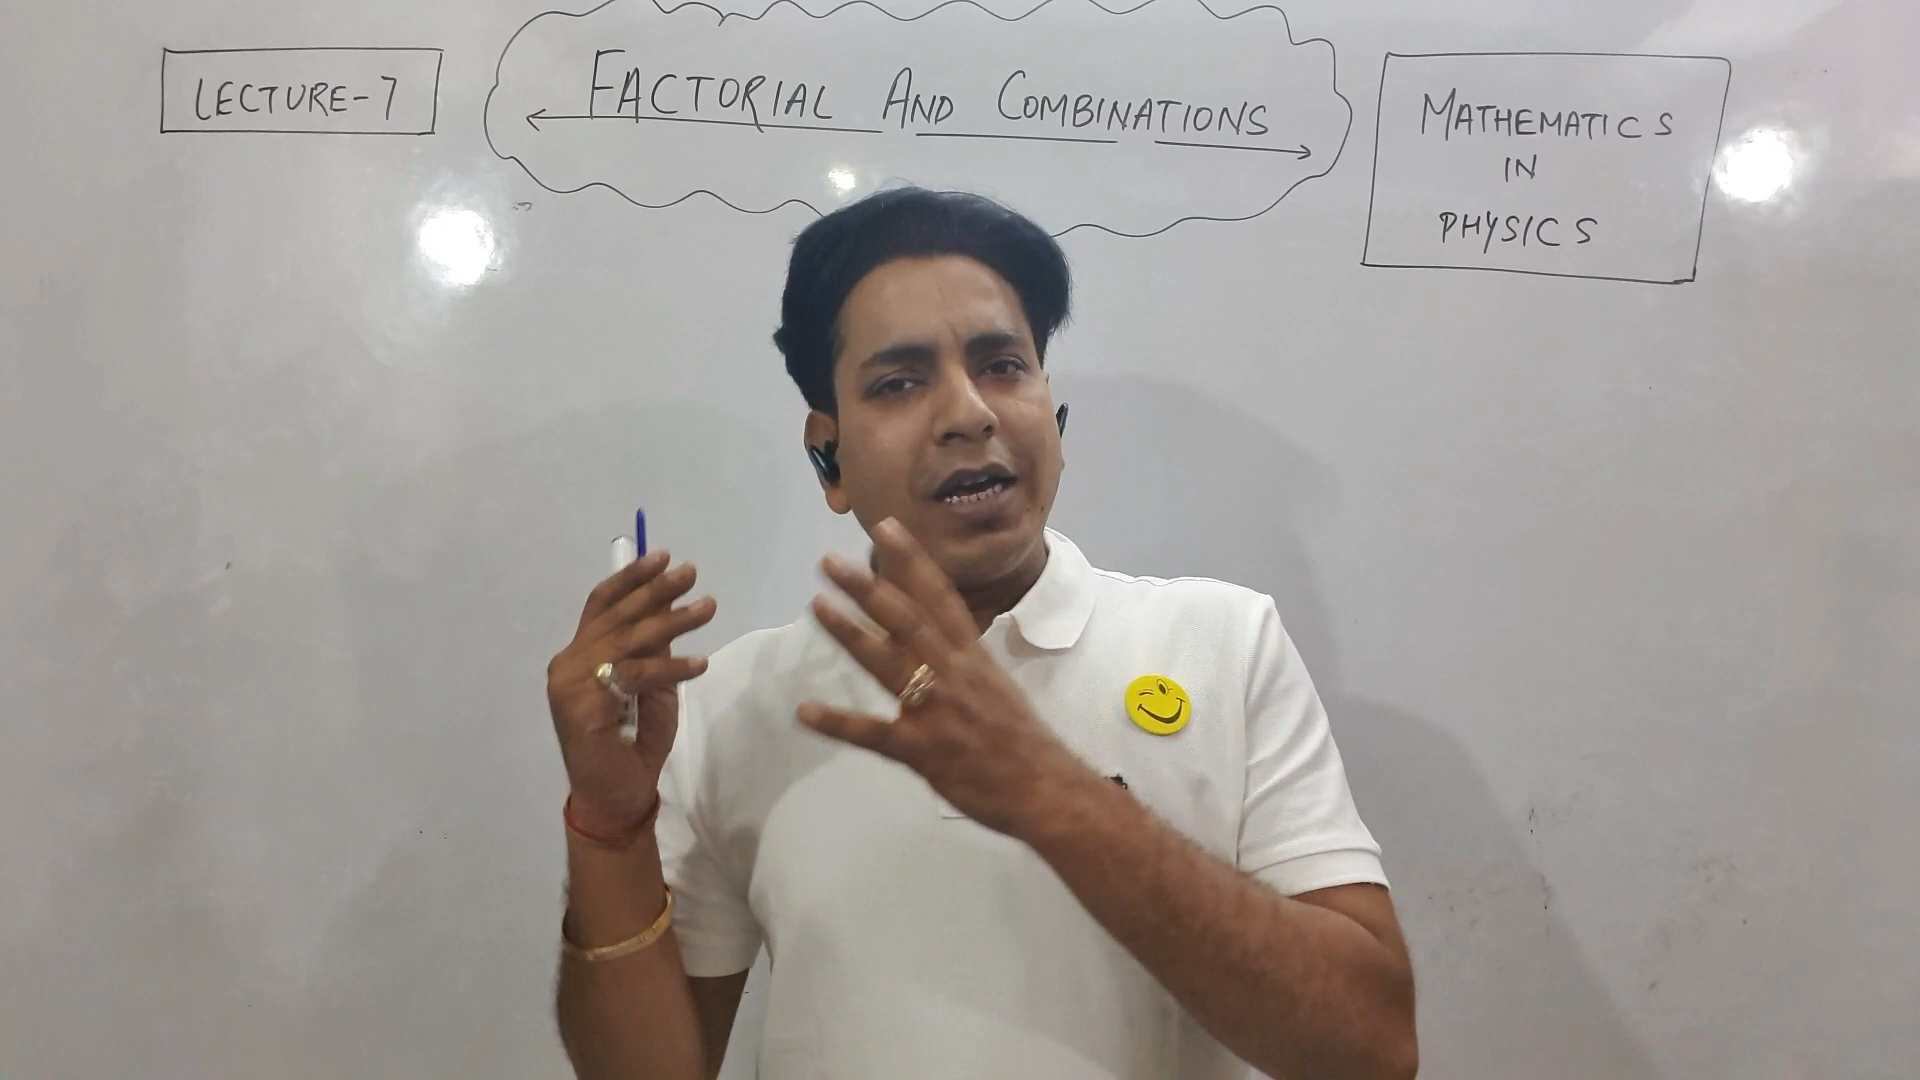 LECTURE-7
FACTORIAL AND COMBINATIONS
MATHEMATICS
IN
PHYSICS